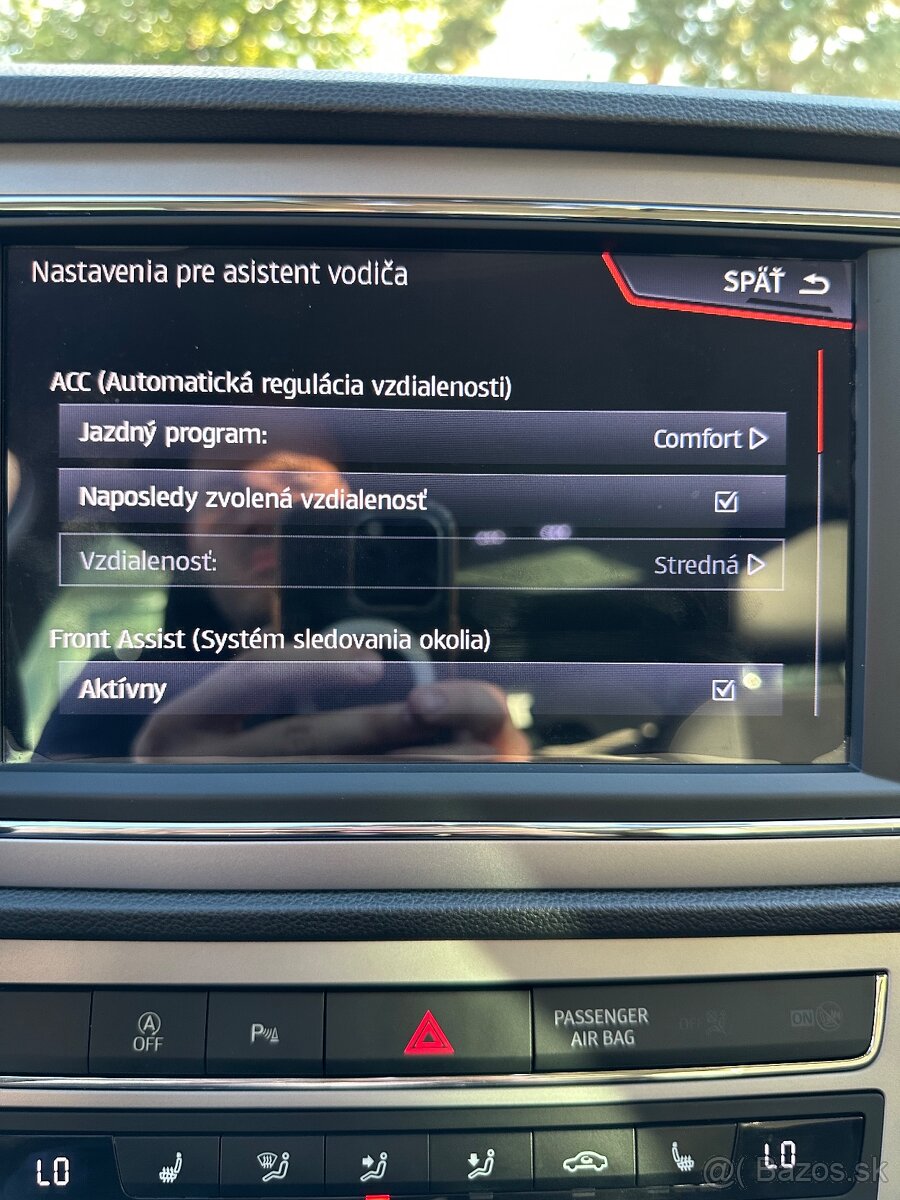 Nastavenia pre asistent vodiča
SPÄŤ
ACC (Automatická regulácia vzdialenosti)
Jazdný program: Comfort
Naposledy zvolená vzdialenosť
Vzdialenosť: Stredná
Front Assist (Systém sledovania okolia)
Aktívny
A
OFF
P
PASSENGER
AIR BAG
OFF
ON
LO
LO
Bazos.sk